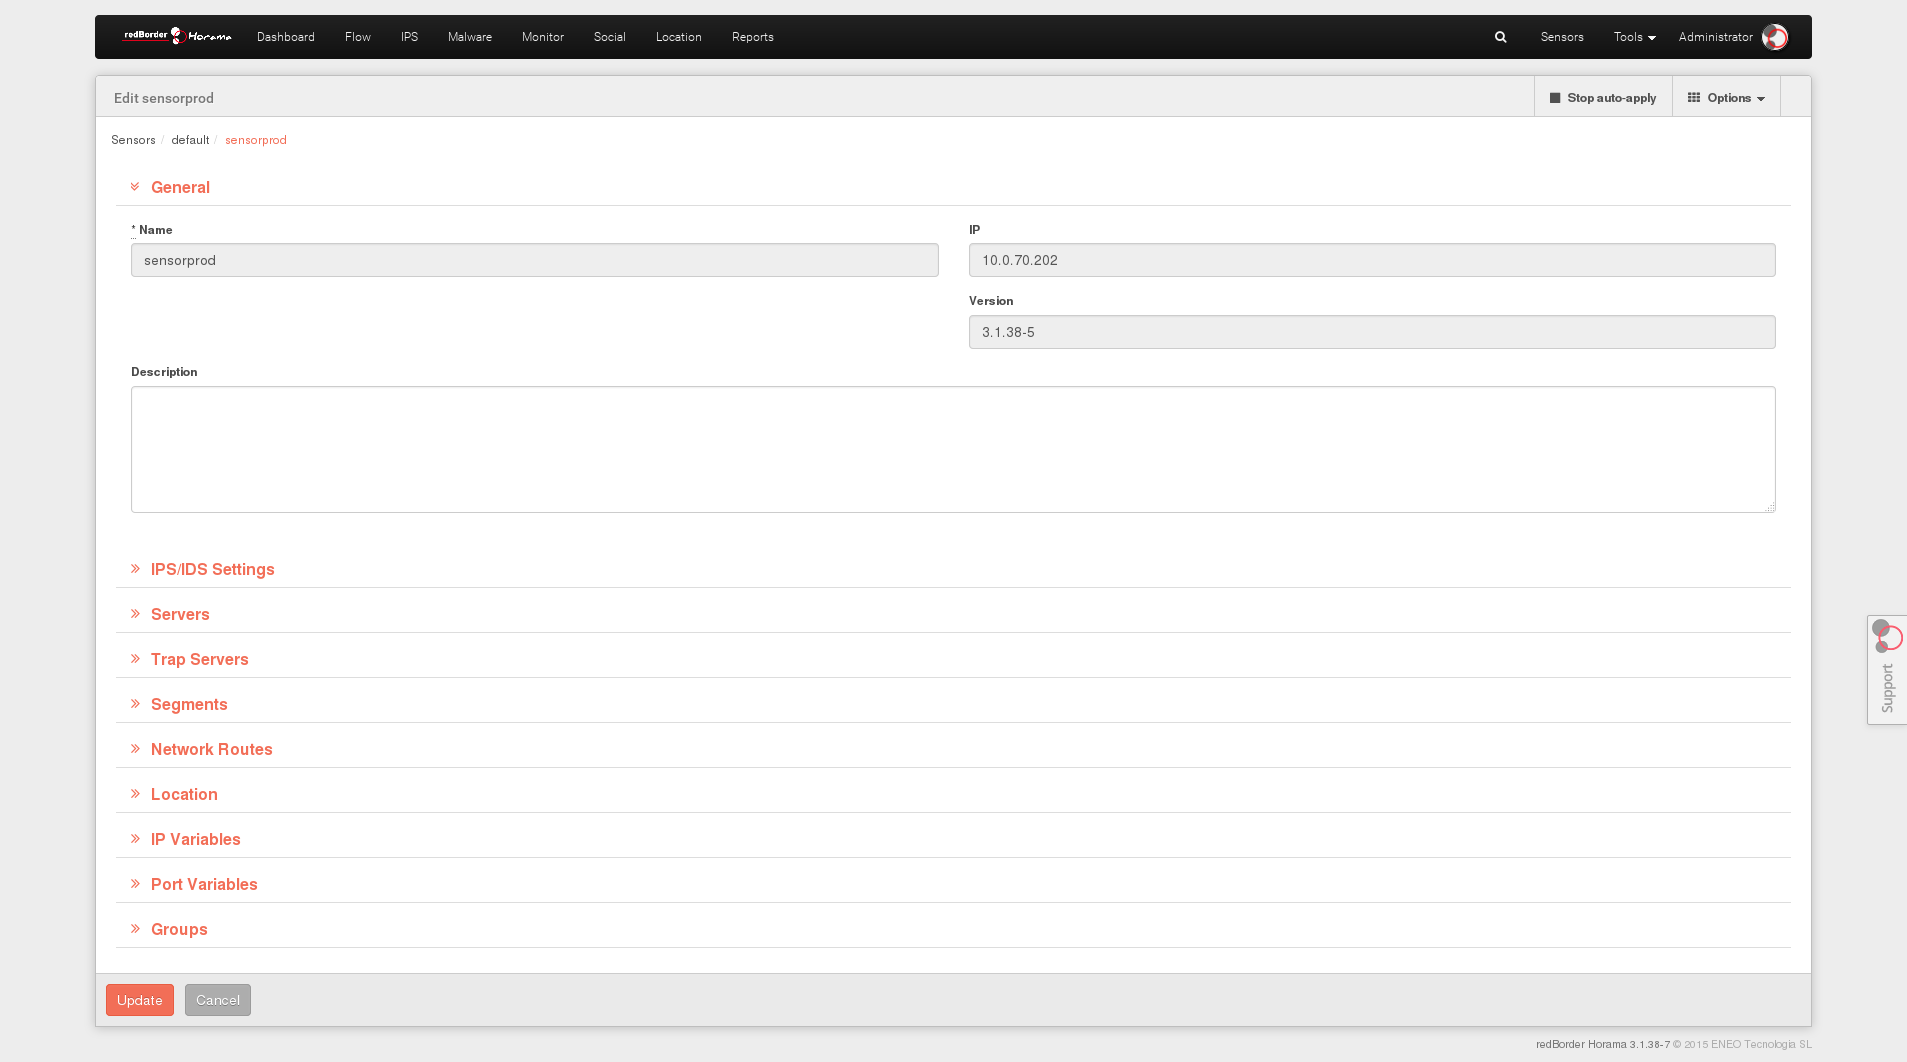 redBorder Horama Dashboard Flow IPS Malware Monitor Social Location Reports Sensors Tools Administrator
Edit sensorprod Stop auto-apply Options
Sensors / default / sensorprod
General
* Name IP
sensorprod 10.0.70.202
Version
3.1.38-5
Description
IPS/IDS Settings
Servers
Trap Servers
Segments
Network Routes
Location
IP Variables
Port Variables
Groups
Update Cancel
Support
redBorder Horama 3.1.38-7 © 2015 ENEO Tecnologia SL